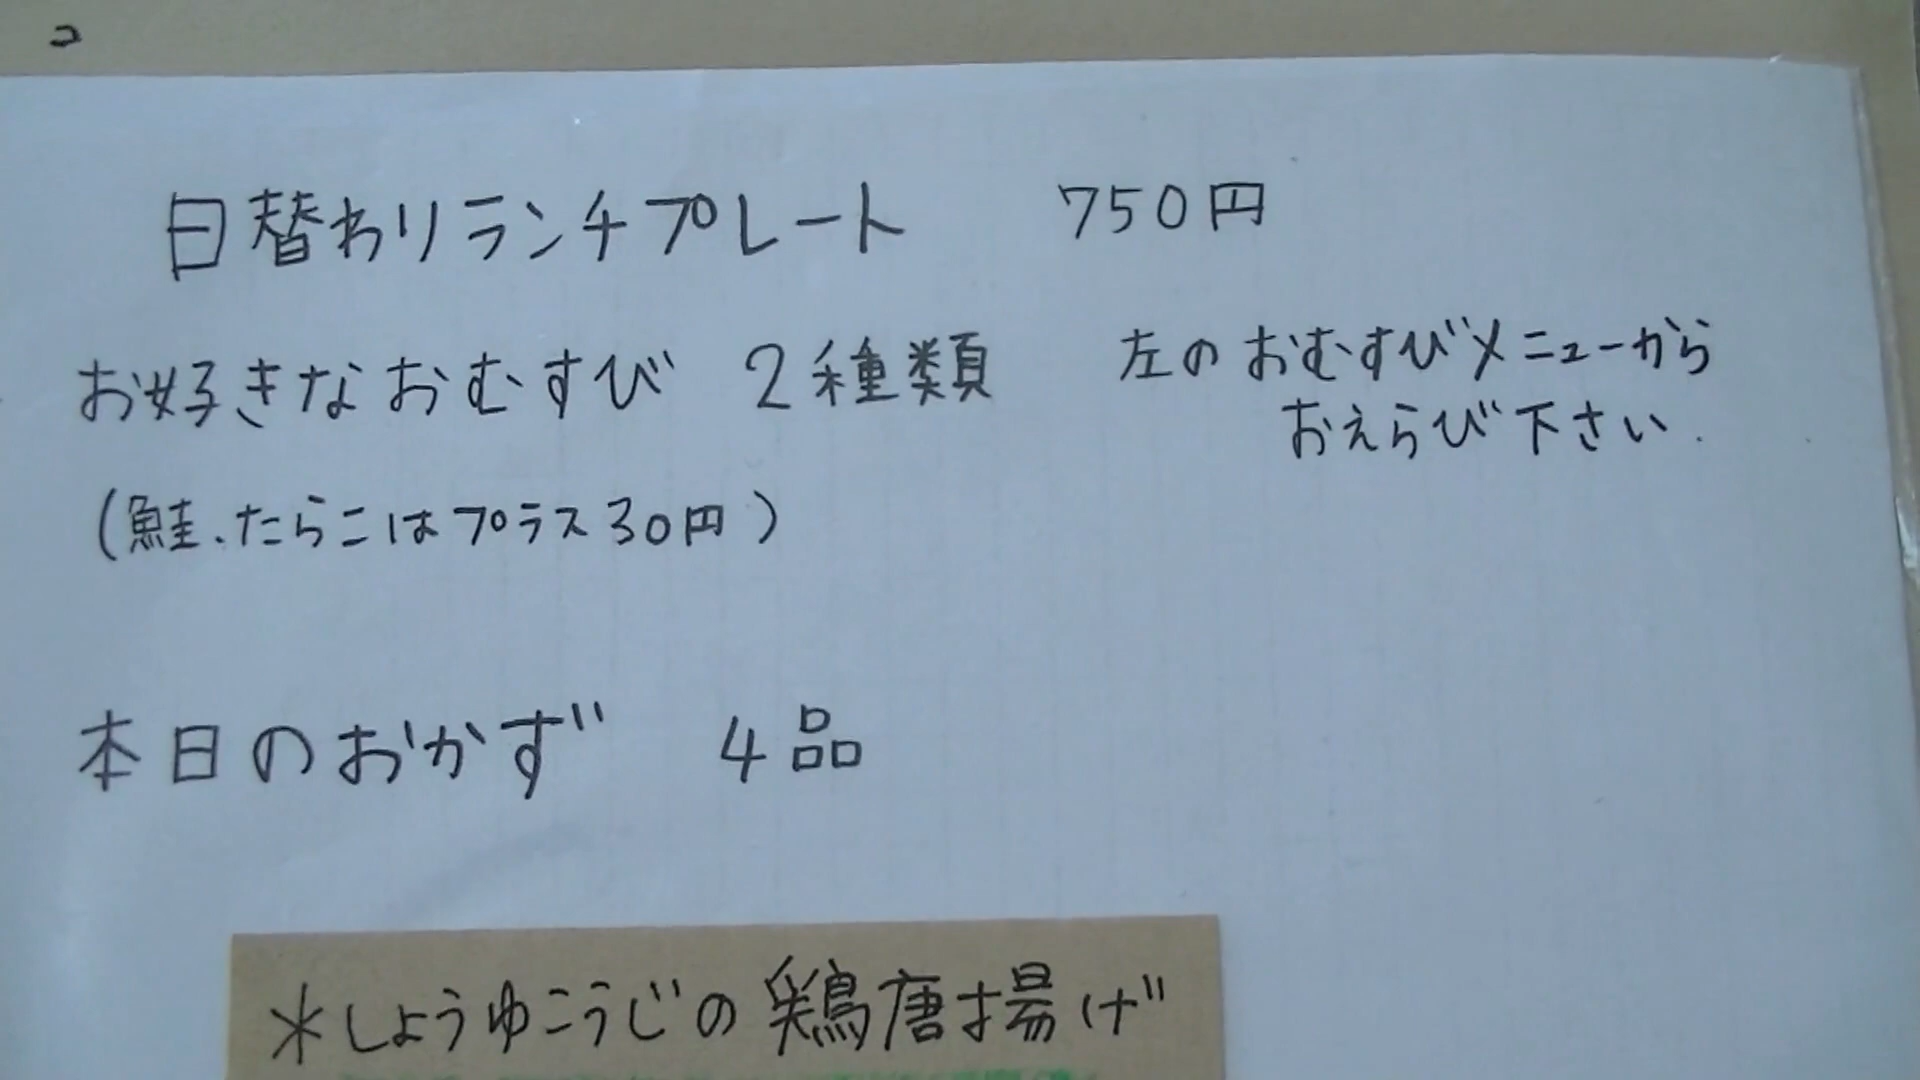 日替わりランチプレート 750円
お好きなおむすび 2種類
左のおむすびメニューから
おえらび下さい.
(鮭、たらこはプラス30円)
本日のおかず 4品
*しょうゆこうじの鶏唐揚げ